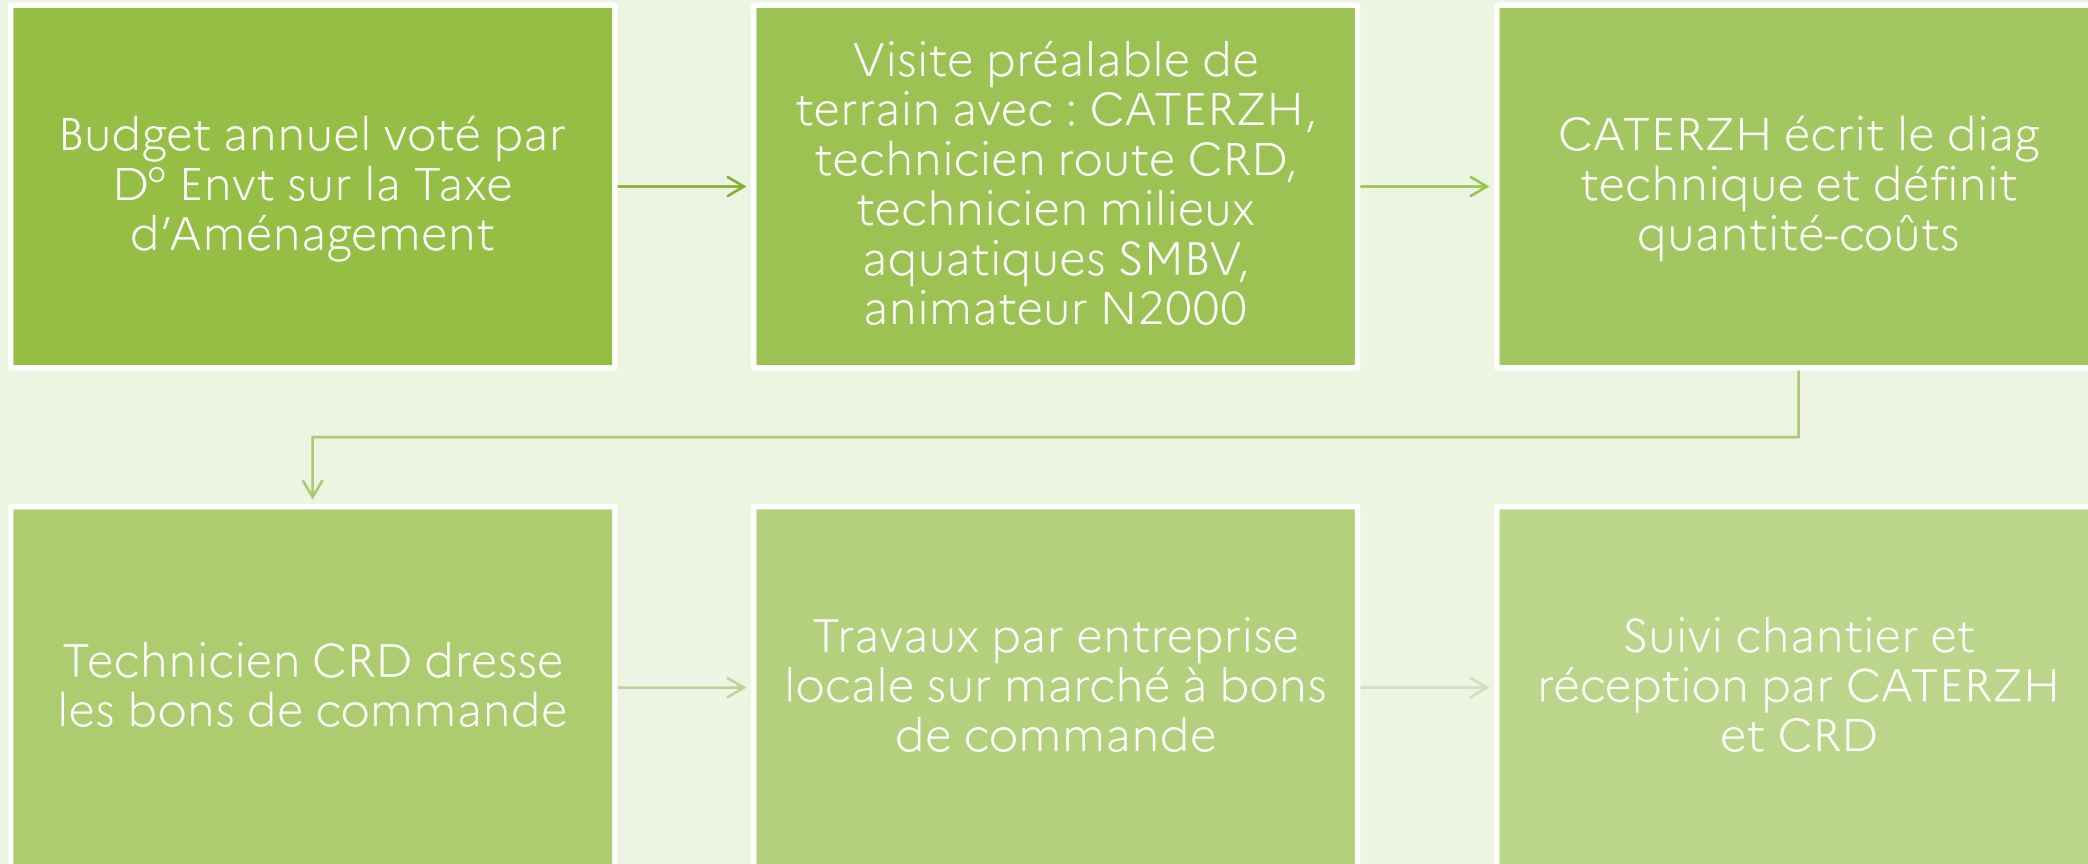 Budget annuel voté par
D° Envt sur la Taxe
d’Aménagement
Visite préalable de
terrain avec : CATERZH,
technicien route CRD,
technicien milieux
aquatiques SMBV,
animateur N2000
CATERZH écrit le diag
technique et définit
quantité-coûts
Technicien CRD dresse
les bons de commande
Travaux par entreprise
locale sur marché à bons
de commande
Suivi chantier et
réception par CATERZH
et CRD